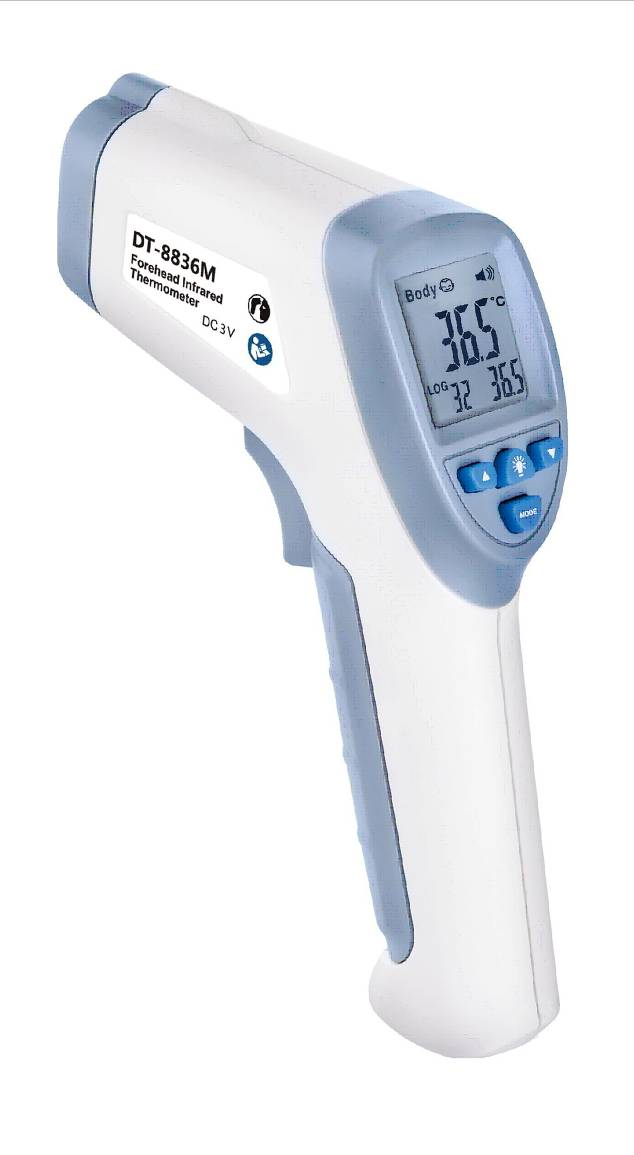 DT-8836M
Forehead Infrared
Thermometer
DC 3V
Body
36.5 °C
LOG 32 36.5
MODE